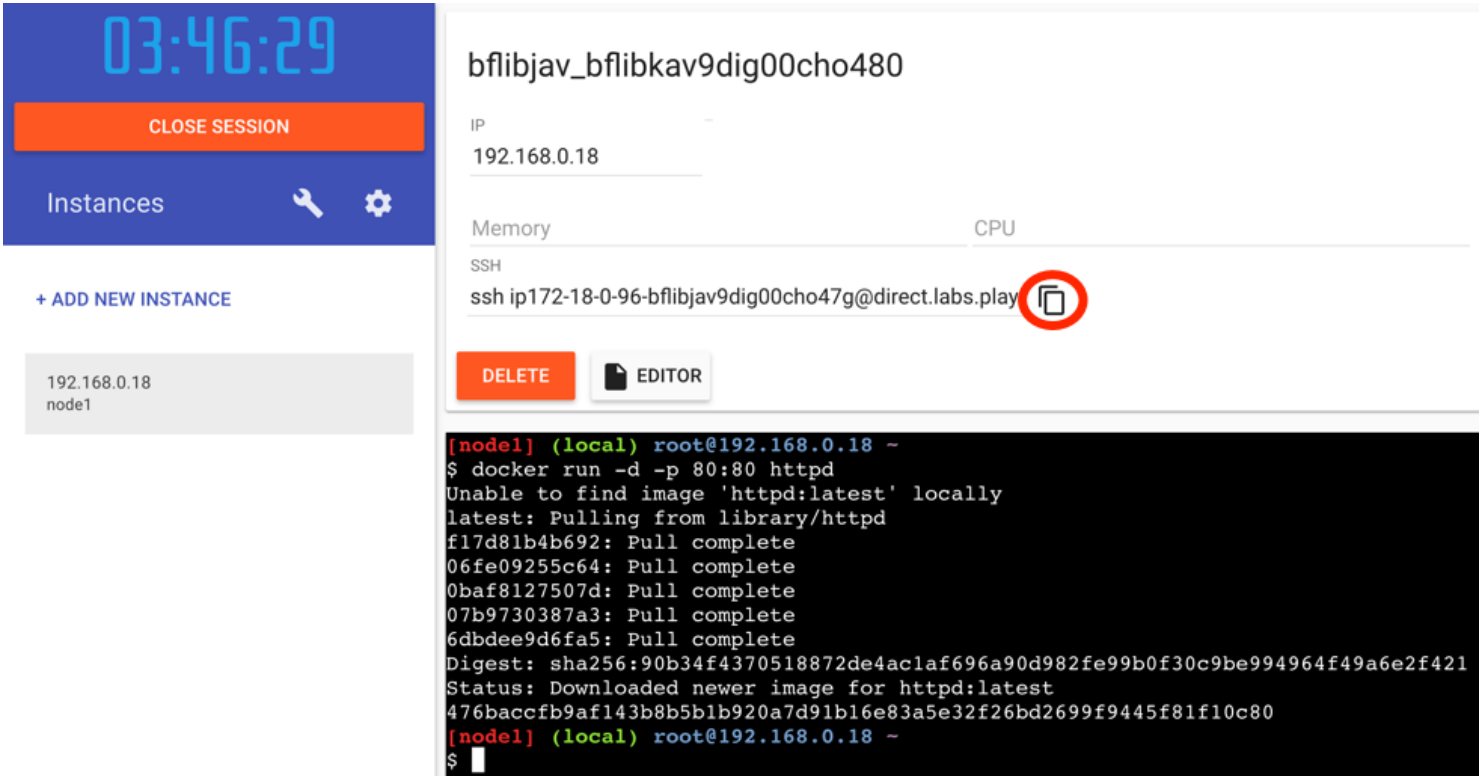 03:46:29
CLOSE SESSION
Instances
+ ADD NEW INSTANCE
192.168.0.18
node1
bflibjav_bflibkav9dig00cho480
IP
192.168.0.18
Memory
CPU
SSH
ssh ip172-18-0-96-bflibjav9dig00cho47g@direct.labs.play
DELETE
EDITOR
[node1] (local) root@192.168.0.18 ~
$ docker run -d -p 80:80 httpd
Unable to find image 'httpd:latest' locally
latest: Pulling from library/httpd
f17d81b4b692: Pull complete
06fe09255c64: Pull complete
0baf8127507d: Pull complete
07b9730387a3: Pull complete
6dbdee9d6fa5: Pull complete
Digest: sha256:90b34f4370518872de4ac1af696a90d982fe99b0f30c9be994964f49a6e2f421
Status: Downloaded newer image for httpd:latest
476baccfb9af143b8b5b1b920a7d91b16e83a5e32f26bd2699f9445f81f10c80
[node1] (local) root@192.168.0.18 ~
$